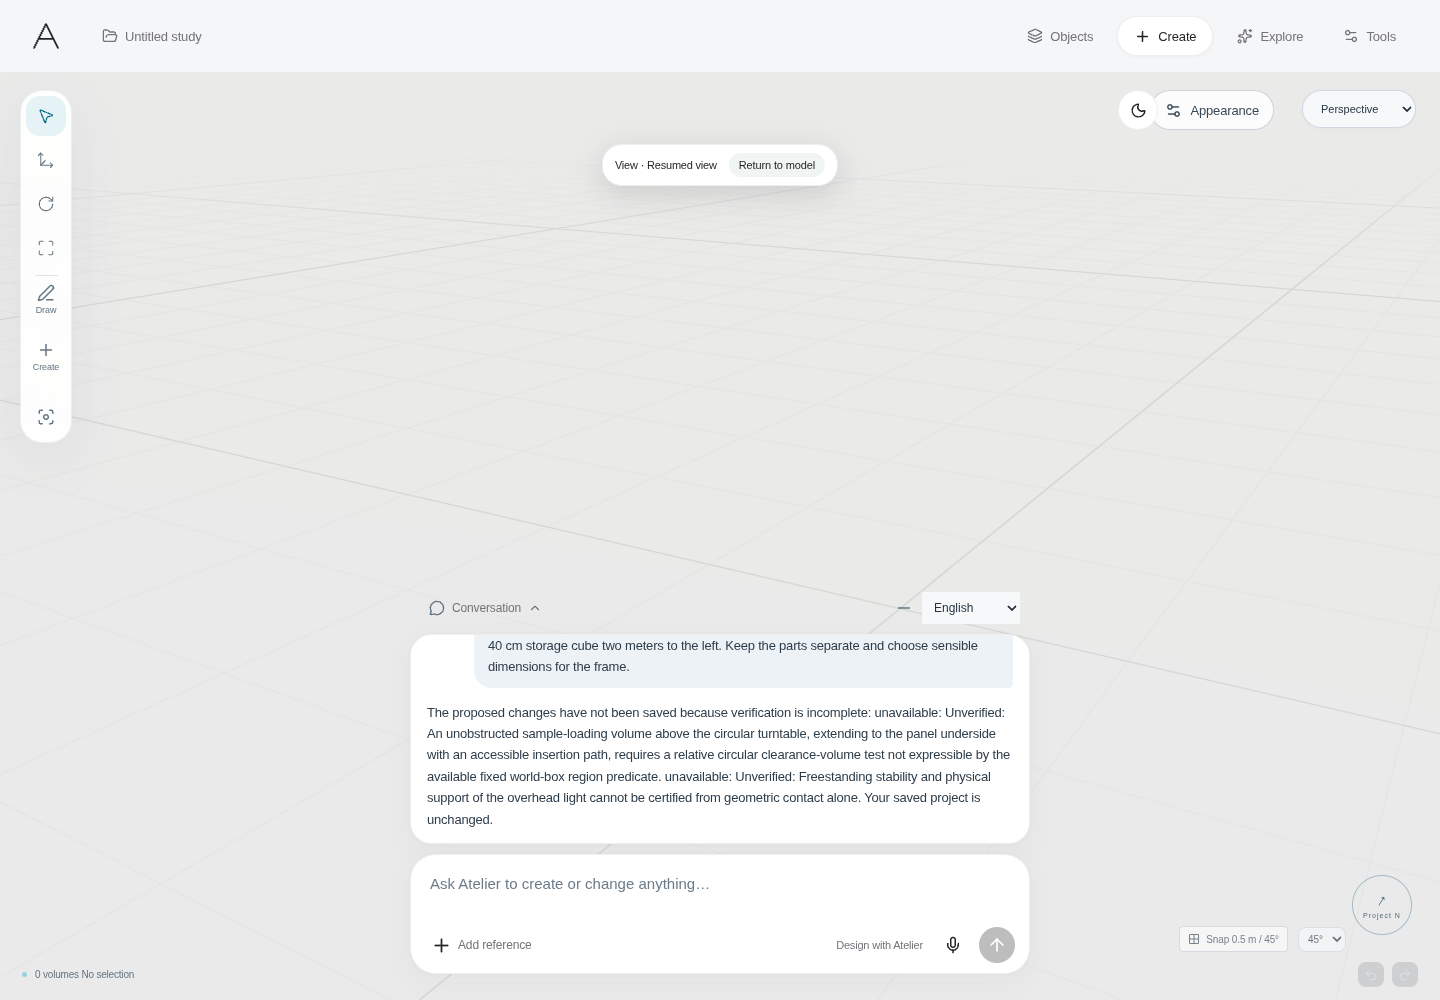 Untitled study
Objects
Create
Explore
Tools
Appearance
Perspective
View · Resumed view
Return to model
Draw
Create
Conversation
English
40 cm storage cube two meters to the left. Keep the parts separate and choose sensible
dimensions for the frame.
The proposed changes have not been saved because verification is incomplete: unavailable: Unverified:
An unobstructed sample-loading volume above the circular turntable, extending to the panel underside
with an accessible insertion path, requires a relative circular clearance-volume test not expressible by the
available fixed world-box region predicate. unavailable: Unverified: Freestanding stability and physical
support of the overhead light cannot be certified from geometric contact alone. Your saved project is
unchanged.
Ask Atelier to create or change anything…
Add reference
Design with Atelier
Project N
Snap 0.5 m / 45°
45°
0 volumes No selection